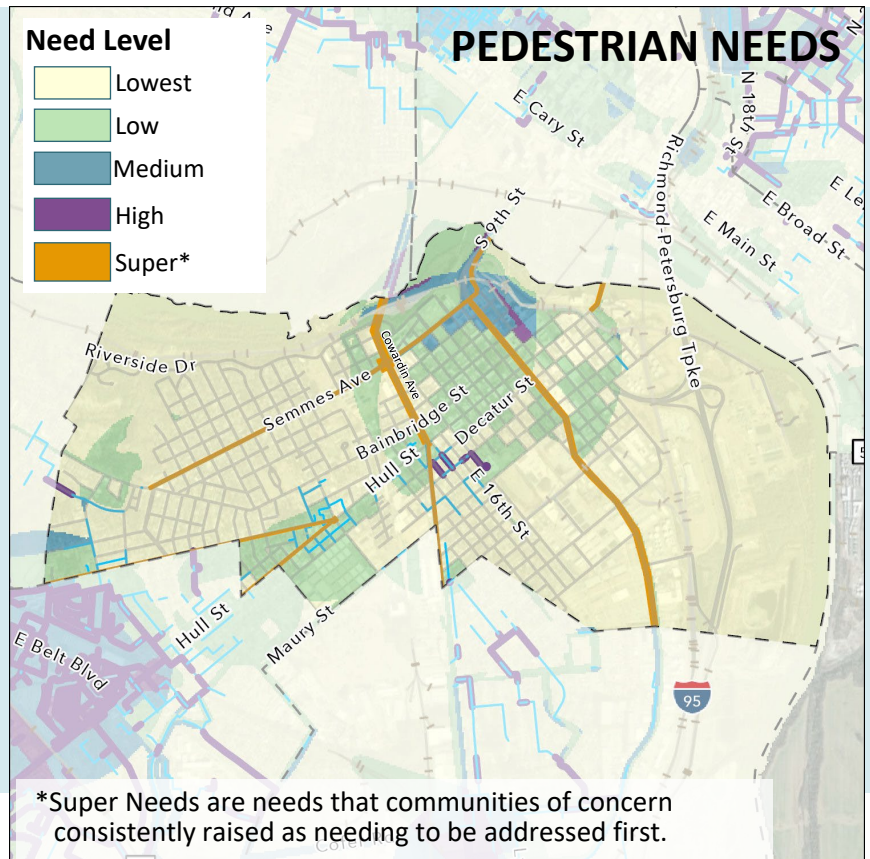 PEDESTRIAN NEEDS
Need Level
Lowest
Low
Medium
High
Super*
E Cary St
N 18th St
Richmond-Petersburg Tpke
E Broad St
E Main St
S 9th St
Riverside Dr
Cowardin Ave
Semmes Ave
Bainbridge St
Decatur St
Hull St
E 16th St
Hull St
Maury St
E Belt Blvd
95
*Super Needs are needs that communities of concern
consistently raised as needing to be addressed first.